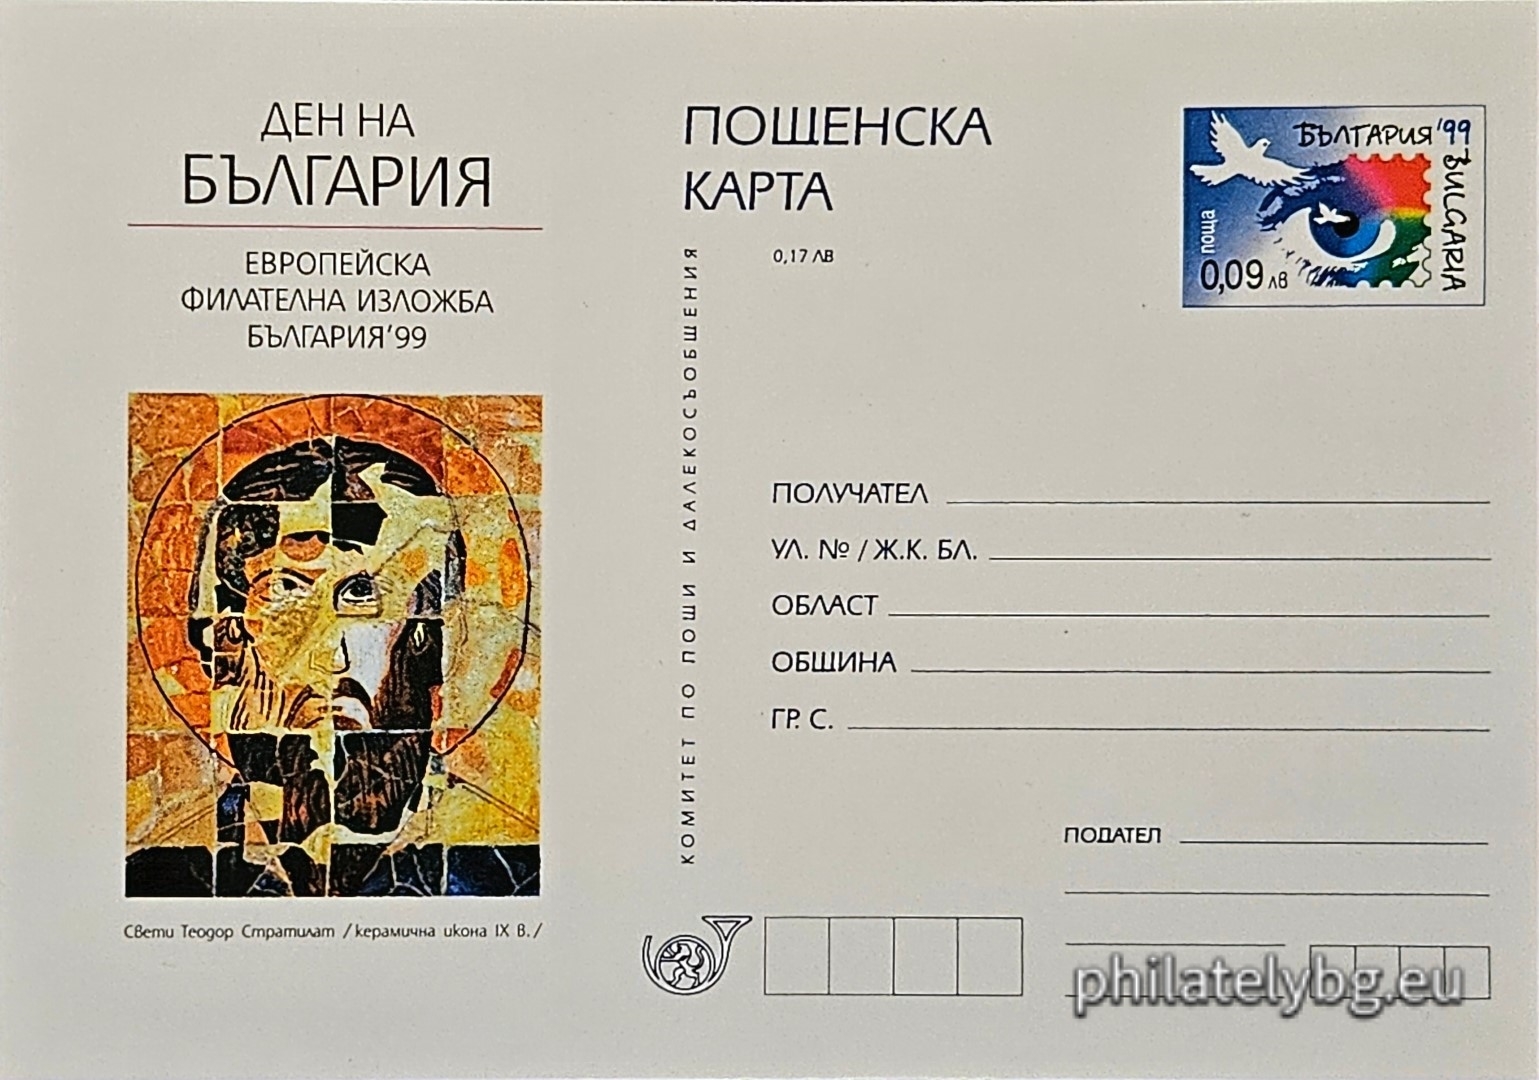 ДЕН НА
БЪЛГАРИЯ
ЕВРОПЕЙСКА
ФИЛАТЕЛНА ИЗЛОЖБА
БЪЛГАРИЯ'99
Свети Теодор Стратилат /керамична икона IX В./
КОМИТЕТ ПО ПОЩИ И ДАЛЕКОСЪОБЩЕНИЯ
ПОЩЕНСКА
КАРТА
0,17 ЛВ
БЪЛГАРИЯ'99
BULGARIA
поща
0,09 лв
ПОЛУЧАТЕЛ
УЛ. № / Ж.К. БЛ.
ОБЛАСТ
ОБЩИНА
ГР. С.
ПОДАТЕЛ
philatelybg.eu